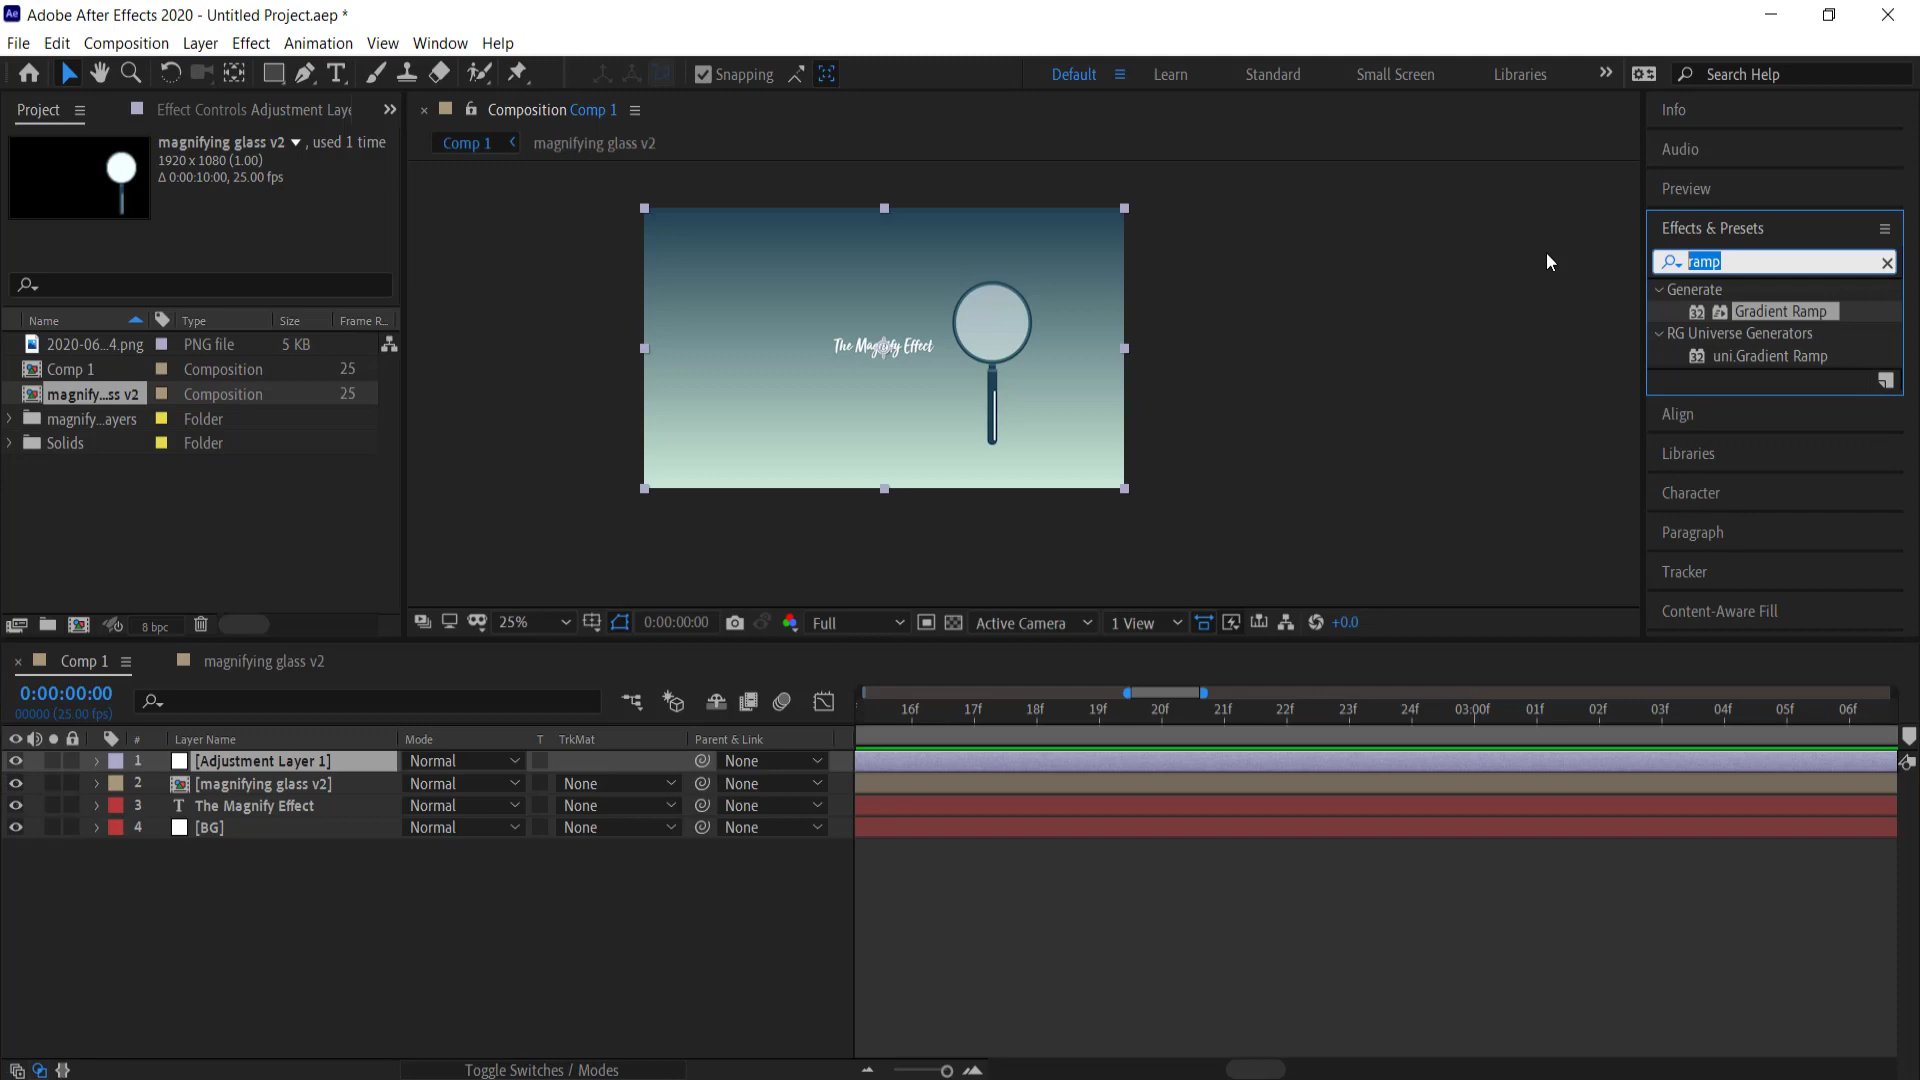 Adobe After Effects 2020 - Untitled Project.aep *
File Edit Composition Layer Effect Animation View Window Help
Snapping
Default Learn Standard Small Screen Libraries
Search Help
Project
Effect Controls Adjustment Laye
magnifying glass v2 , used 1 time
1920 x 1080 (1.00)
Δ 0:00:10:00, 25.00 fps
Name Type Size Frame R...
2020-06...4.png PNG file 5 KB
Comp 1 Composition 25
magnify...ss v2 Composition 25
magnify...ayers Folder
Solids Folder
8 bpc
Composition Comp 1
Comp 1 magnifying glass v2
The Magnify Effect
25% 0:00:00:00 Full Active Camera 1 View +0.0
Info
Audio
Preview
Effects & Presets
ramp
Generate
32 Gradient Ramp
RG Universe Generators
32 uni.Gradient Ramp
Align
Libraries
Character
Paragraph
Tracker
Content-Aware Fill
Comp 1 magnifying glass v2
0:00:00:00
00000 (25.00 fps)
16f 17f 18f 19f 20f 21f 22f 23f 24f 03:00f 01f 02f 03f 04f 05f 06f
# Layer Name Mode T TrkMat Parent & Link
1 [Adjustment Layer 1] Normal None
2 [magnifying glass v2] Normal None None
3 T The Magnify Effect Normal None None
4 [BG] Normal None None
Toggle Switches / Modes